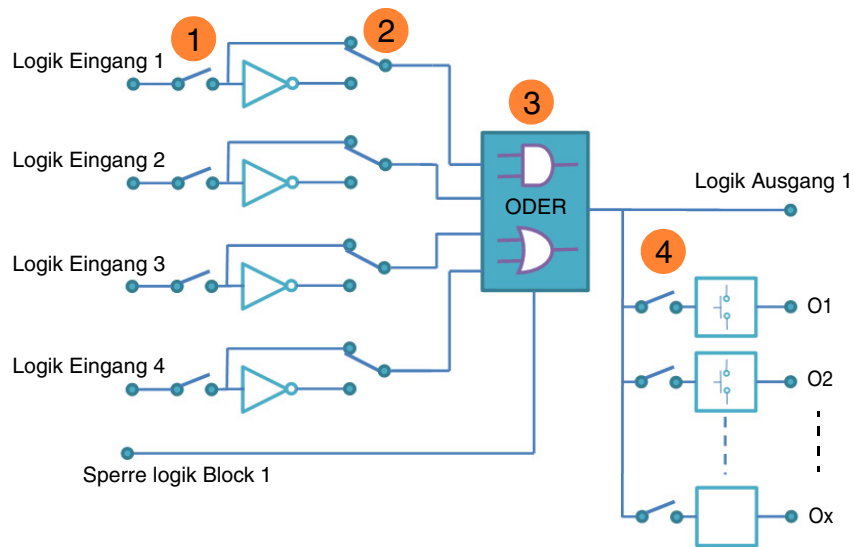 1
2
Logik Eingang 1
3
Logik Eingang 2
ODER
Logik Ausgang 1
Logik Eingang 3
4
O1
Logik Eingang 4
O2
Sperre logik Block 1
Ox